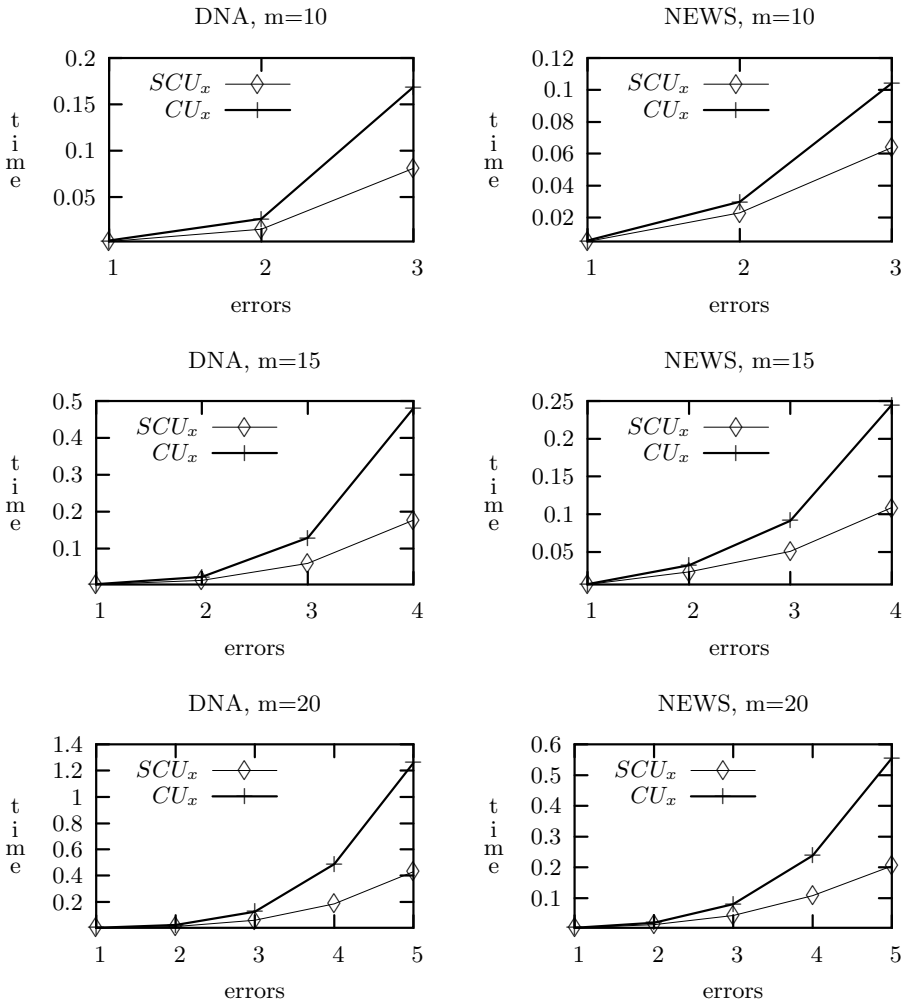 DNA, m=10
0.2
0.15
0.1
0.05
SCUx
CUx
time
1 2 3
errors
NEWS, m=10
0.12
0.1
0.08
0.06
0.04
0.02
SCUx
CUx
time
1 2 3
errors
DNA, m=15
0.5
0.4
0.3
0.2
0.1
SCUx
CUx
time
1 2 3 4
errors
NEWS, m=15
0.25
0.2
0.15
0.1
0.05
SCUx
CUx
time
1 2 3 4
errors
DNA, m=20
1.4
1.2
1
0.8
0.6
0.4
0.2
SCUx
CUx
time
1 2 3 4 5
errors
NEWS, m=20
0.6
0.5
0.4
0.3
0.2
0.1
SCUx
CUx
time
1 2 3 4 5
errors